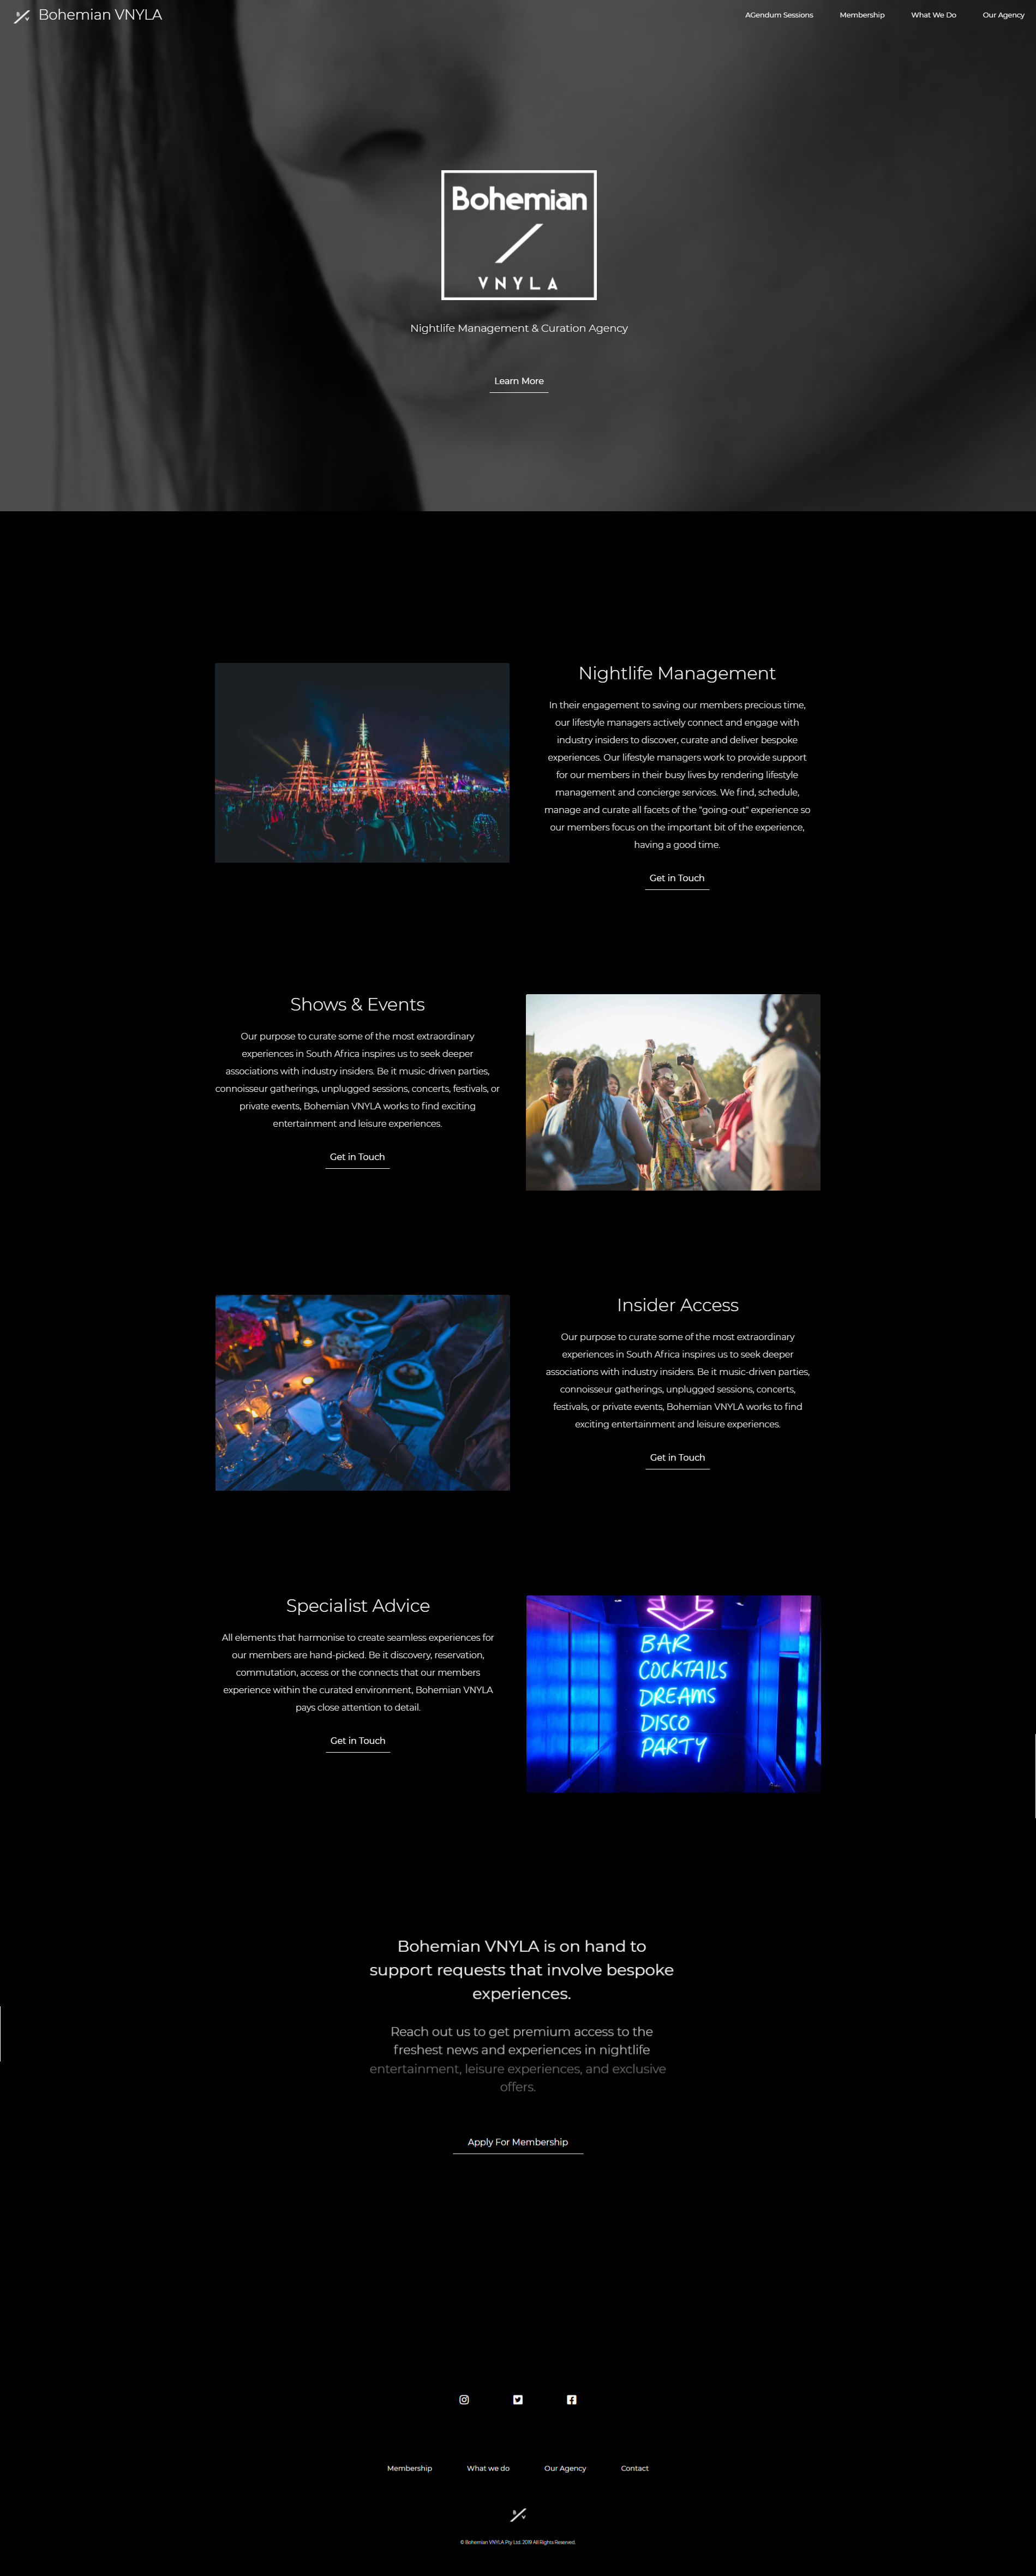 Bohemian VNYLA
AGendum Sessions
Membership
What We Do
Our Agency
Bohemian
VNYLA
Nightlife Management & Curation Agency
Learn More
Nightlife Management
In their engagement to saving our members precious time,
our lifestyle managers actively connect and engage with
industry insiders to discover, curate and deliver bespoke
experiences. Our lifestyle managers work to provide support
for our members in their busy lives by rendering lifestyle
management and concierge services. We find, schedule,
manage and curate all facets of the "going-out" experience so
our members focus on the important bit of the experience,
having a good time.
Get in Touch
Shows & Events
Our purpose to curate some of the most extraordinary
experiences in South Africa inspires us to seek deeper
associations with industry insiders. Be it music-driven parties,
connoisseur gatherings, unplugged sessions, concerts, festivals, or
private events, Bohemian VNYLA works to find exciting
entertainment and leisure experiences.
Get in Touch
Insider Access
Our purpose to curate some of the most extraordinary
experiences in South Africa inspires us to seek deeper
associations with industry insiders. Be it music-driven parties,
connoisseur gatherings, unplugged sessions, concerts,
festivals, or private events, Bohemian VNYLA works to find
exciting entertainment and leisure experiences.
Get in Touch
Specialist Advice
All elements that harmonise to create seamless experiences for
our members are hand-picked. Be it discovery, reservation,
commutation, access or the connects that our members
experience within the curated environment, Bohemian VNYLA
pays close attention to detail.
Get in Touch
BAR
COCKTAILS
DREAMS
DISCO
PARTY
Bohemian VNYLA is on hand to
support requests that involve bespoke
experiences.
Reach out us to get premium access to the
freshest news and experiences in nightlife
entertainment, leisure experiences, and exclusive
offers.
Apply For Membership
Membership
What we do
Our Agency
Contact
© Bohemian VNYLA Pty Ltd. 2019 All Rights Reserved.